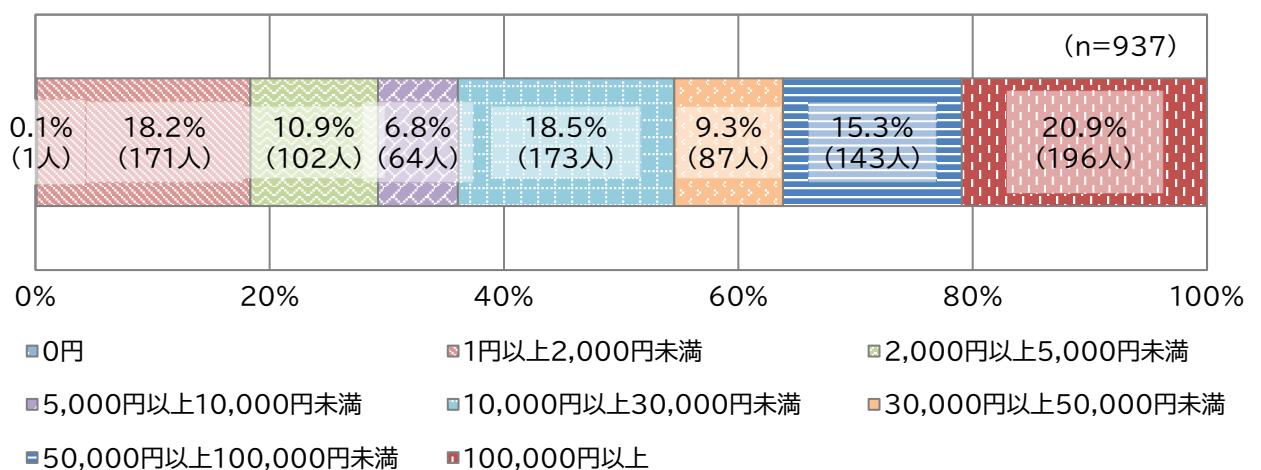 (n=937)
0.1% 18.2% 10.9% 6.8% 18.5% 9.3% 15.3% 20.9%
(1人) (171人) (102人) (64人) (173人) (87人) (143人) (196人)
0% 20% 40% 60% 80% 100%
0円 1円以上2,000円未満 2,000円以上5,000円未満
5,000円以上10,000円未満 10,000円以上30,000円未満 30,000円以上50,000円未満
50,000円以上100,000円未満 100,000円以上